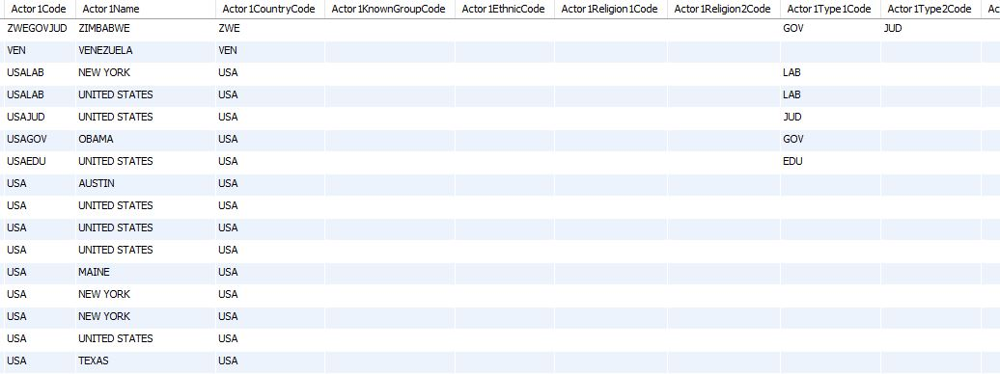 Actor1Code Actor1Name Actor1CountryCode Actor1KnownGroupCode Actor1EthnicCode Actor1Religion1Code Actor1Religion2Code Actor1Type1Code Actor1Type2Code Ac
ZWEGOVJUD ZIMBABWE ZWE GOV JUD
VEN VENEZUELA VEN
USALAB NEW YORK USA LAB
USALAB UNITED STATES USA LAB
USAJUD UNITED STATES USA JUD
USAGOV OBAMA USA GOV
USAEDU UNITED STATES USA EDU
USA AUSTIN USA
USA UNITED STATES USA
USA UNITED STATES USA
USA UNITED STATES USA
USA MAINE USA
USA NEW YORK USA
USA NEW YORK USA
USA UNITED STATES USA
USA TEXAS USA